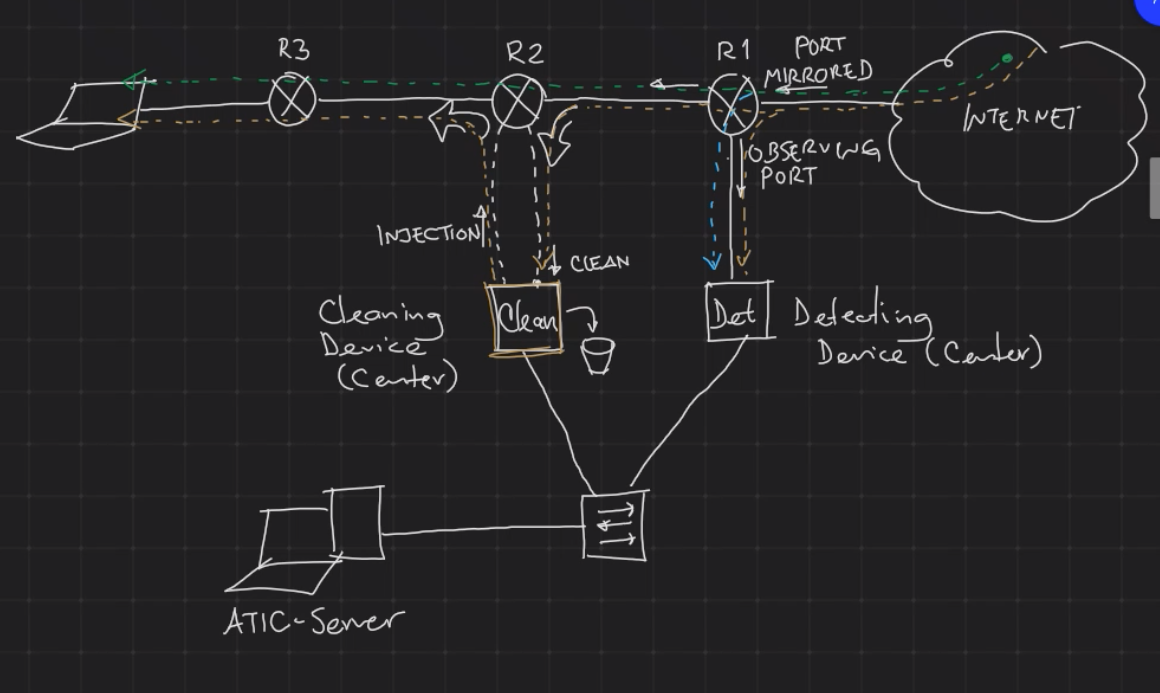 R3
R2
R1
PORT
MIRRORED
INTERNET
OBSERVING
PORT
INJECTION
CLEAN
Cleaning
Device
(Center)
Clean
Det
Detecting
Device (Center)
ATIC-Server